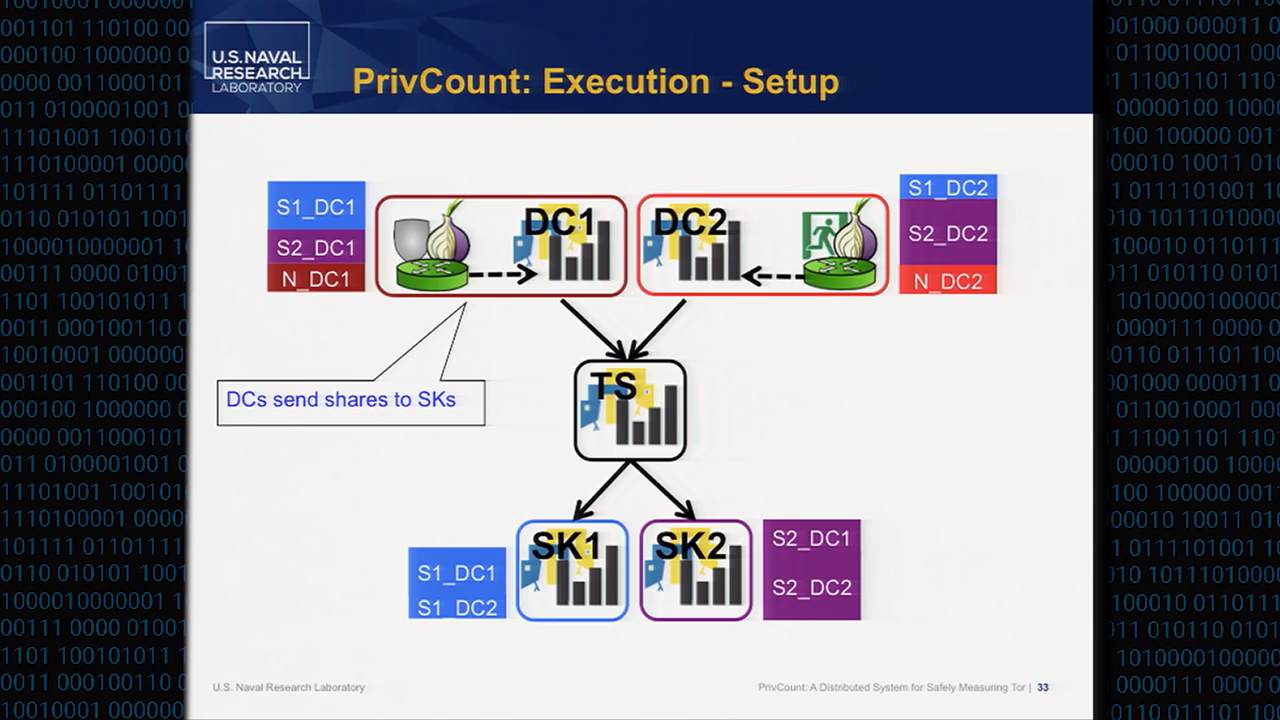 U.S. NAVAL
RESEARCH
LABORATORY
PrivCount: Execution - Setup
S1_DC1
S2_DC1
N_DC1
DC1
DC2
S1_DC2
S2_DC2
N_DC2
DCs send shares to SKs
TS
S1_DC1
S1_DC2
SK1
SK2
S2_DC1
S2_DC2
U.S. Naval Research Laboratory
PrivCount: A Distributed System for Safely Measuring Tor | 33